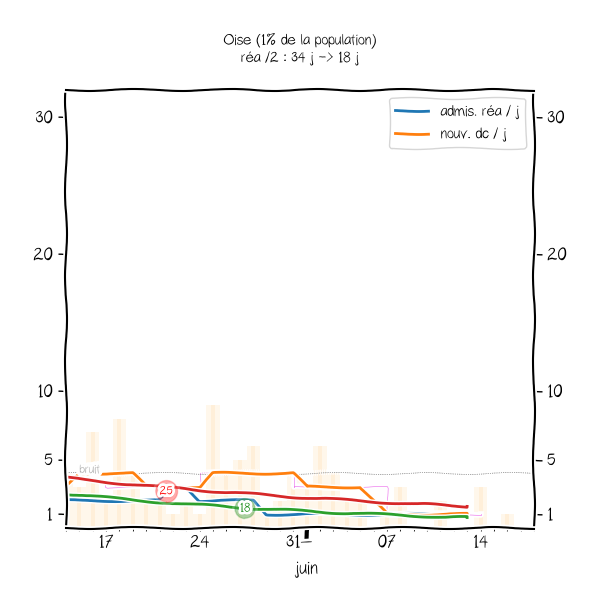 Oise (1% de la population)
réa /2 : 34 j -> 18 j
admis. réa / j
nouv. dc / j
30 30
20 20
10 10
5 5
bruit
25
18
1 1
17 24 31 07 14
juin